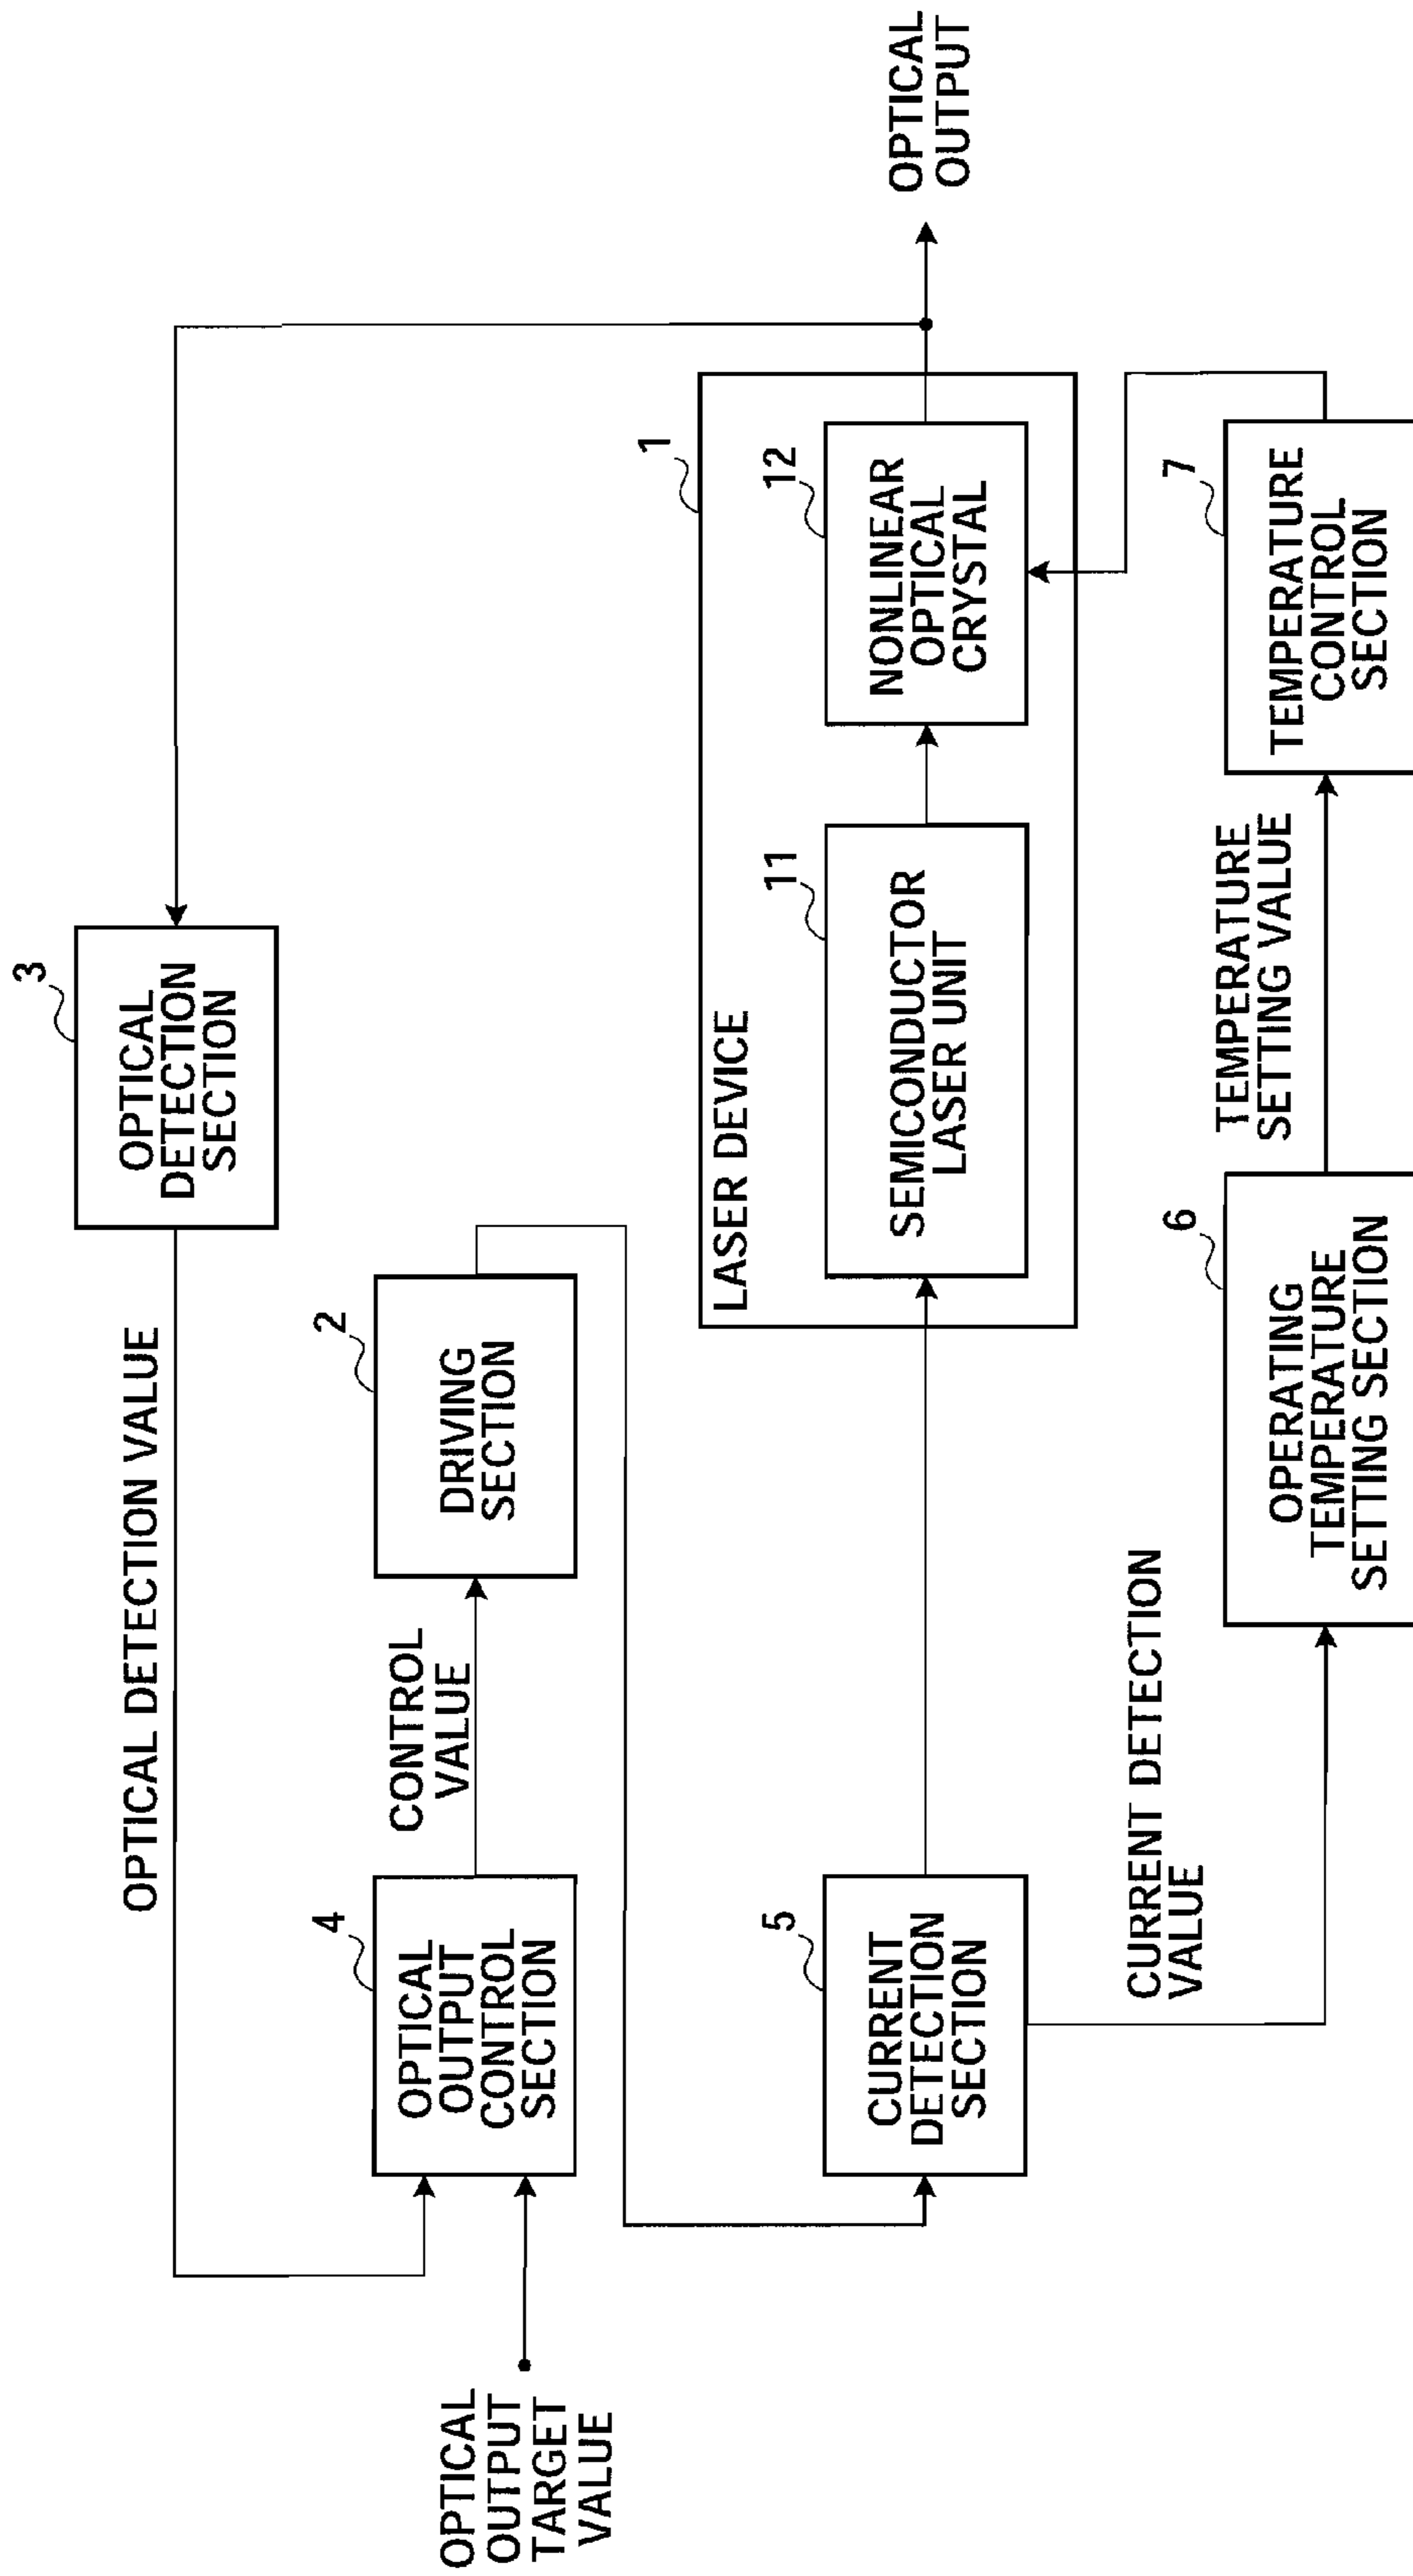 3
OPTICAL
DETECTION
SECTION
OPTICAL DETECTION VALUE
4
OPTICAL
OUTPUT
CONTROL
SECTION
CONTROL
VALUE
2
DRIVING
SECTION
OPTICAL
OUTPUT
TARGET
VALUE
1
LASER DEVICE
5
CURRENT
DETECTION
SECTION
11
SEMICONDUCTOR
LASER UNIT
12
NONLINEAR
OPTICAL
CRYSTAL
OPTICAL
OUTPUT
CURRENT DETECTION
VALUE
6
OPERATING
TEMPERATURE
SETTING SECTION
TEMPERATURE
SETTING VALUE
7
TEMPERATURE
CONTROL
SECTION